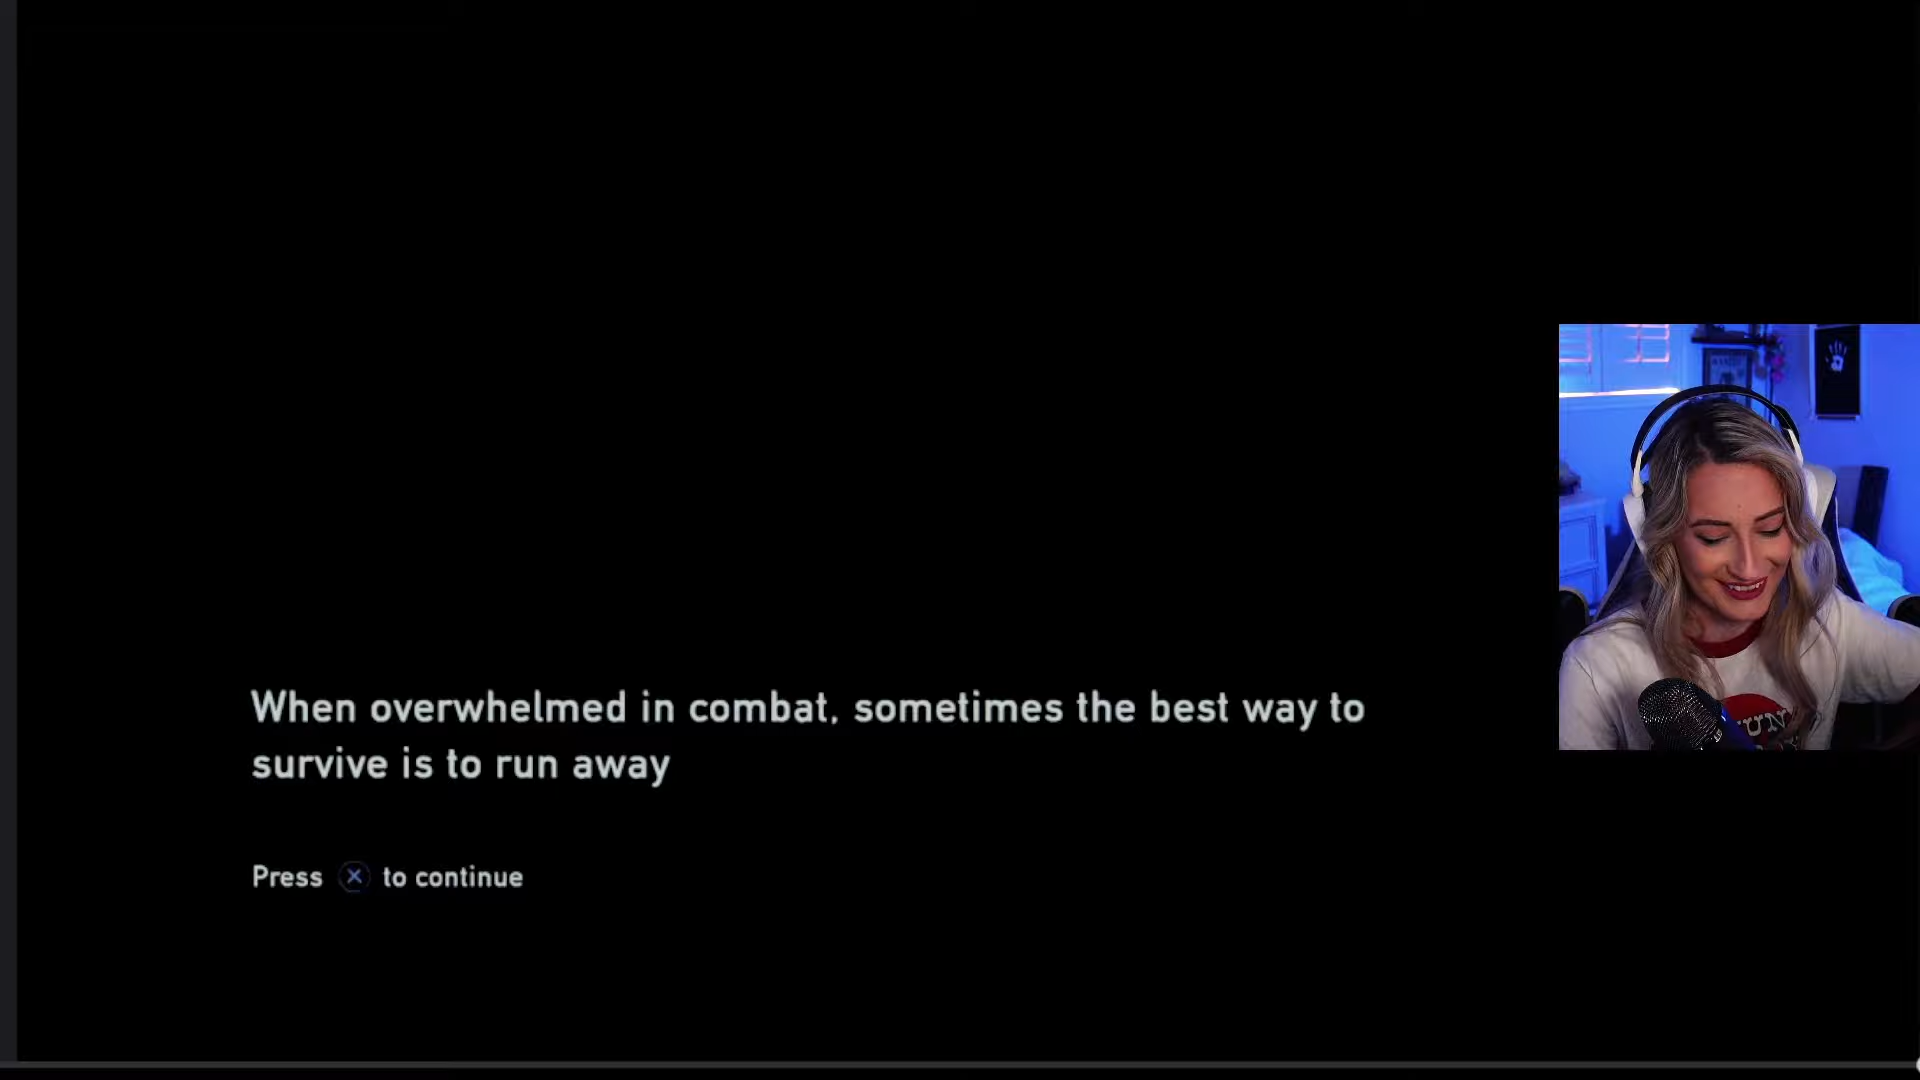 When overwhelmed in combat, sometimes the best way to
survive is to run away
Press ⓧ to continue